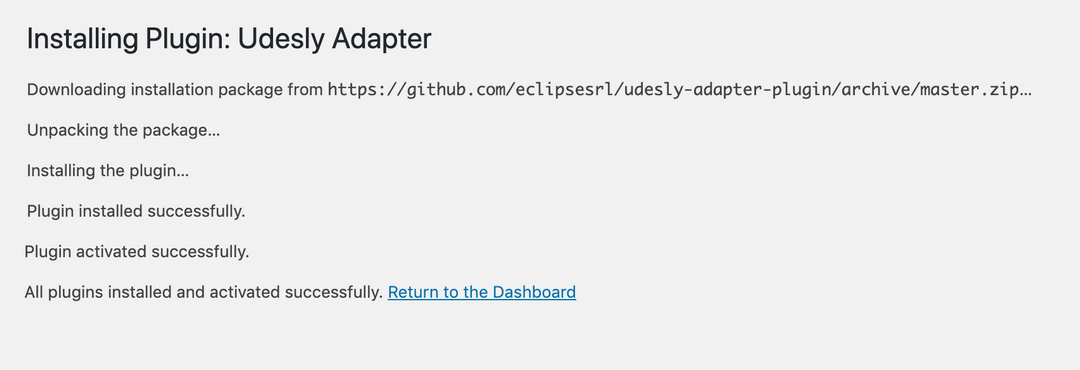 Installing Plugin: Udesly Adapter
Downloading installation package from https://github.com/eclipsesrl/udesly-adapter-plugin/archive/master.zip…
Unpacking the package…
Installing the plugin…
Plugin installed successfully.
Plugin activated successfully.
All plugins installed and activated successfully. Return to the Dashboard